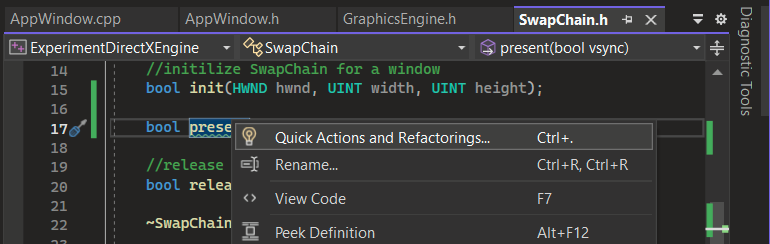 AppWindow.cpp AppWindow.h GraphicsEngine.h SwapChain.h
ExperimentDirectXEngine SwapChain present(bool vsync)
Diagnostic Tools
14 //initilize SwapChain for a window
15 bool init(HWND hwnd, UINT width, UINT height);
16
17 bool prese
18
19 //release
20 bool relea
21
22 ~SwapChain
23
Quick Actions and Refactorings... Ctrl+.
Rename... Ctrl+R, Ctrl+R
View Code F7
Peek Definition Alt+F12